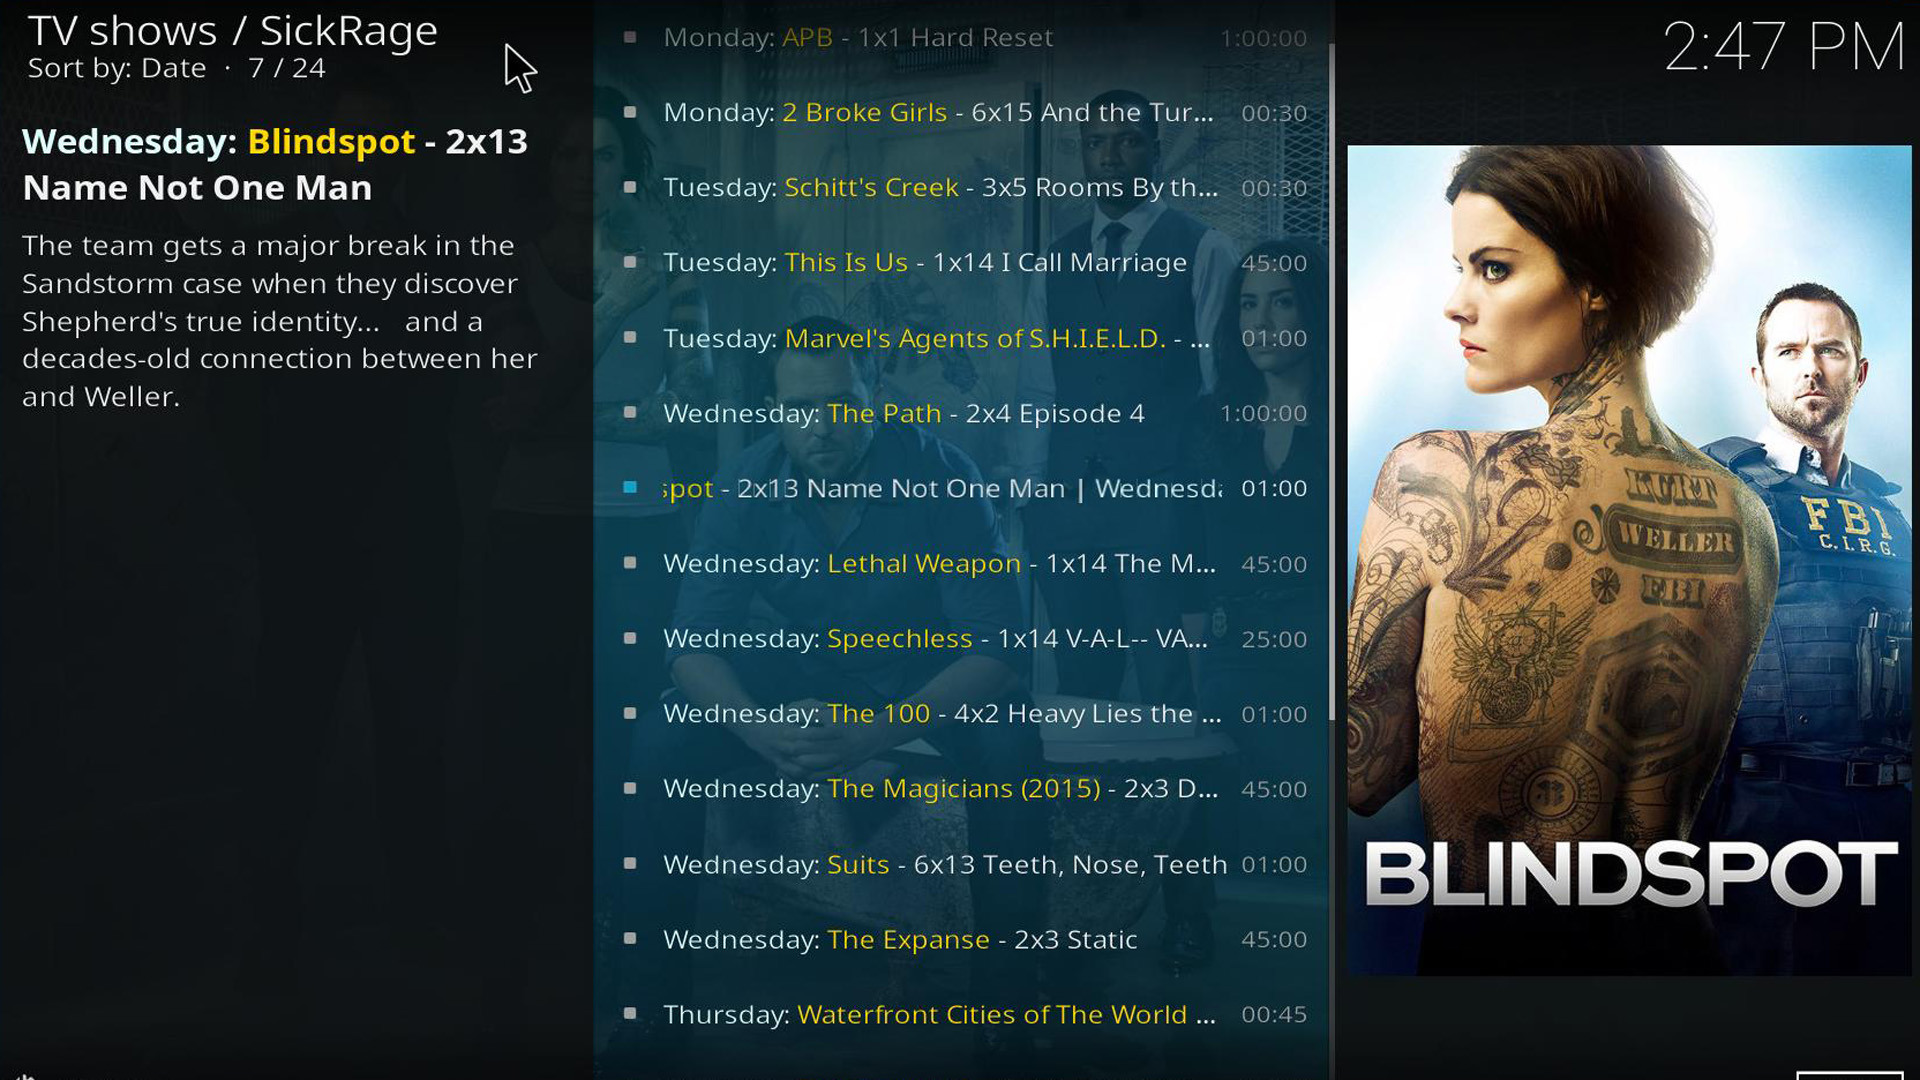 TV shows / SickRage
Sort by: Date · 7 / 24
2:47 PM
Wednesday: Blindspot - 2x13
Name Not One Man
The team gets a major break in the
Sandstorm case when they discover
Shepherd's true identity... and a
decades-old connection between her
and Weller.
Monday: APB - 1x1 Hard Reset 1:00:00
Monday: 2 Broke Girls - 6x15 And the Tur... 00:30
Tuesday: Schitt's Creek - 3x5 Rooms By th... 00:30
Tuesday: This Is Us - 1x14 I Call Marriage 45:00
Tuesday: Marvel's Agents of S.H.I.E.L.D. - ... 01:00
Wednesday: The Path - 2x4 Episode 4 1:00:00
spot - 2x13 Name Not One Man | Wednesda 01:00
Wednesday: Lethal Weapon - 1x14 The M... 45:00
Wednesday: Speechless - 1x14 V-A-L-- VA... 25:00
Wednesday: The 100 - 4x2 Heavy Lies the ... 01:00
Wednesday: The Magicians (2015) - 2x3 D... 45:00
Wednesday: Suits - 6x13 Teeth, Nose, Teeth 01:00
Wednesday: The Expanse - 2x3 Static 45:00
Thursday: Waterfront Cities of The World ... 00:45
KURT
WELLER
FBI
FBI
C.I.R.G.
BLINDSPOT